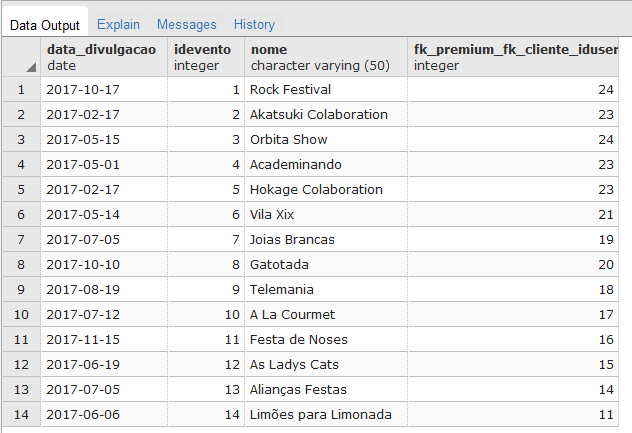 Data Output Explain Messages History
data_divulgacao idevento nome fk_premium_fk_cliente_iduser
date integer character varying (50) integer
1 2017-10-17 1 Rock Festival 24
2 2017-02-17 2 Akatsuki Colaboration 23
3 2017-05-15 3 Orbita Show 24
4 2017-05-01 4 Academinando 23
5 2017-02-17 5 Hokage Colaboration 23
6 2017-05-14 6 Vila Xix 21
7 2017-07-05 7 Joias Brancas 19
8 2017-10-10 8 Gatotada 20
9 2017-08-19 9 Telemania 18
10 2017-07-12 10 A La Courmet 17
11 2017-11-15 11 Festa de Noses 16
12 2017-06-19 12 As Ladys Cats 15
13 2017-07-05 13 Alianças Festas 14
14 2017-06-06 14 Limões para Limonada 11